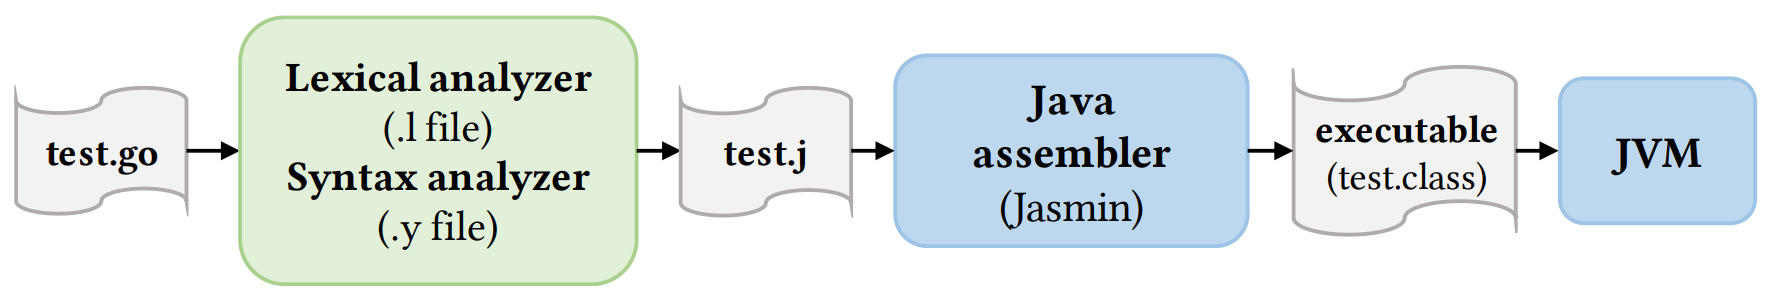 test.go
Lexical analyzer
(.l file)
Syntax analyzer
(.y file)
test.j
Java
assembler
(Jasmin)
executable
(test.class)
JVM